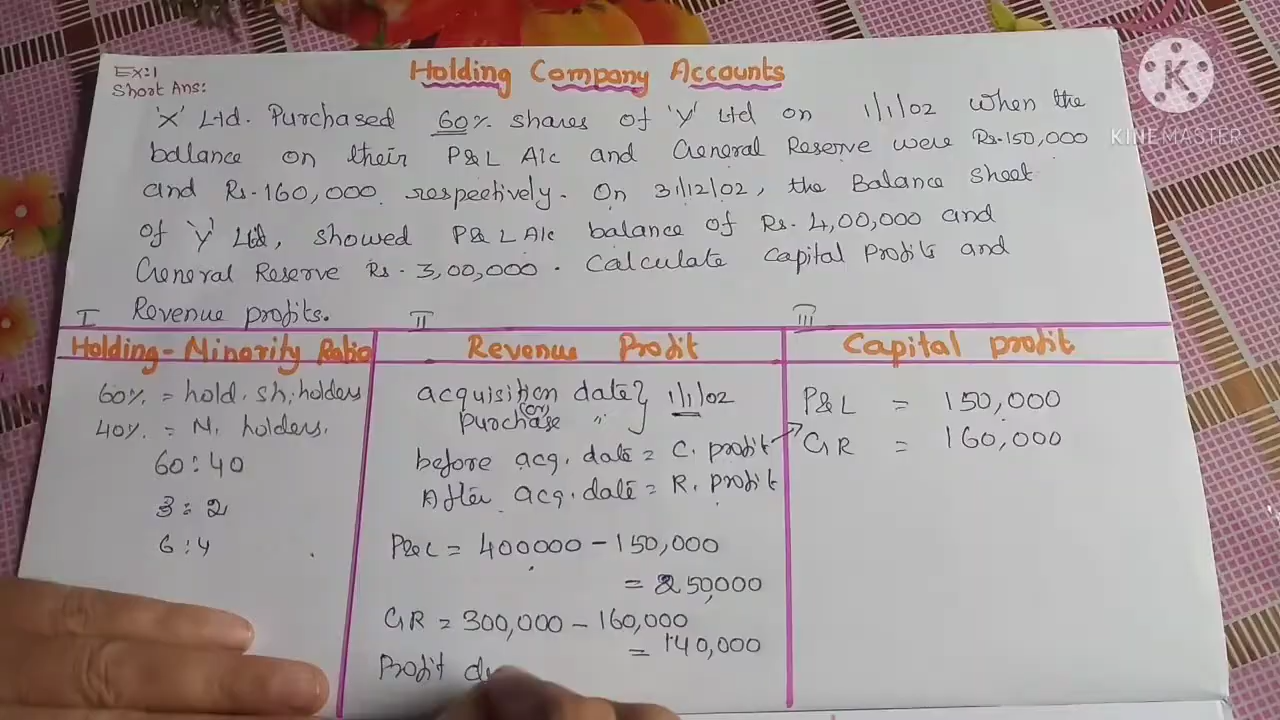 Ex:1
Short Ans:
Holding Company Accounts
'X' Ltd. Purchased 60% shares of 'Y' Ltd on 1/1/02 when the
balance on their P&L A/c and General Reserve were Rs.150,000
and Rs.160,000 respectively. On 31/12/02, the Balance Sheet
of 'Y' Ltd, showed P&L A/c balance of Rs. 4,00,000 and
General Reserve Rs. 3,00,000. Calculate Capital Profits and
Revenue profits.
I
Holding-Minority Ratio
60% = hold. sh; holders
40% = M. holders.
60:40
3:2
6:4
II
Revenue Profit
acquisition date } 1/1/02
(or)
Purchase "
before acq. date = C. profit
After acq. date = R. profit
P&L = 400000 - 150,000
= 250,000
GR = 300,000 - 160,000
= 140,000
Profit
III
Capital profit
P&L = 150,000
GR = 160,000
K
KINEMASTER